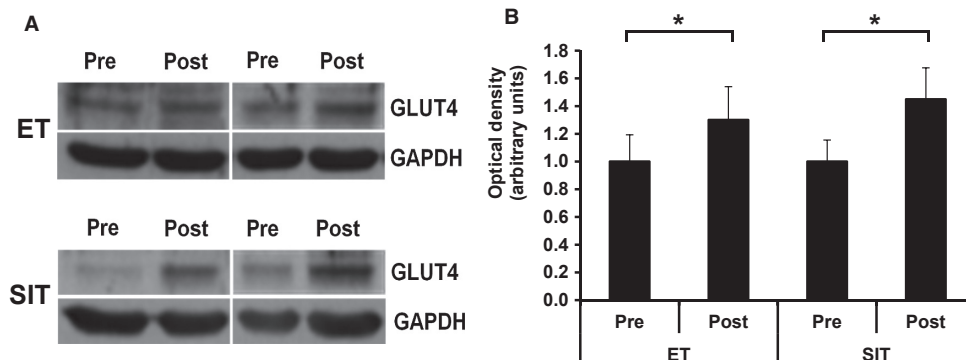 A
Pre Post Pre Post
ET
GLUT4
GAPDH
Pre Post Pre Post
SIT
GLUT4
GAPDH
B
* *
Optical density
(arbitrary units)
1.8
1.6
1.4
1.2
1.0
0.8
0.6
0.4
0.2
0.0
Pre Post Pre Post
ET SIT